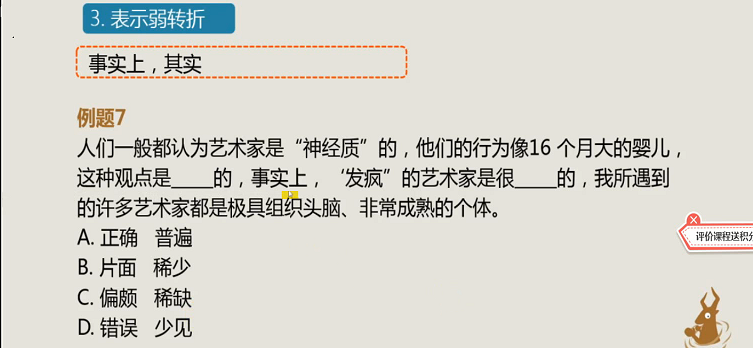 3. 表示弱转折
事实上，其实
例题7
人们一般都认为艺术家是“神经质”的，他们的行为像16 个月大的婴儿，
这种观点是_____的，事实上，‘发疯”的艺术家是很_____的，我所遇到
的许多艺术家都是极具组织头脑、非常成熟的个体。
A. 正确 普遍
B. 片面 稀少
C. 偏颇 稀缺
D. 错误 少见
评价课程送积分